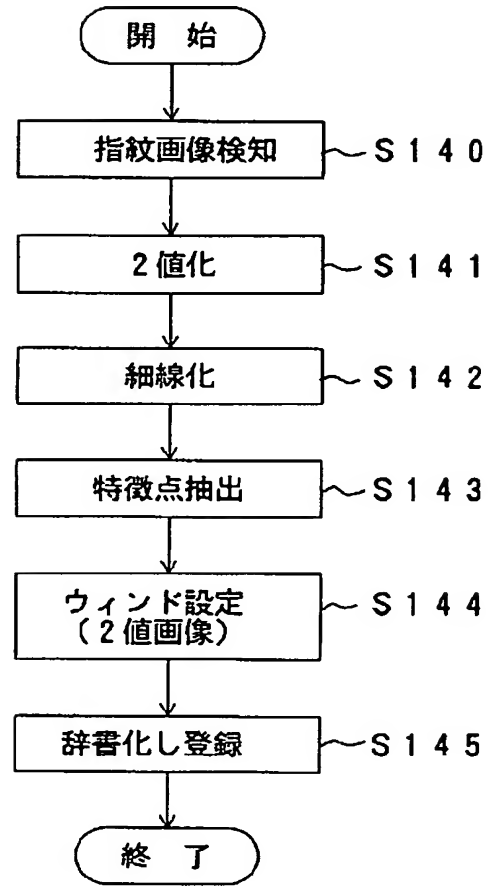 開 始
指紋画像検知 S140
2値化 S141
細線化 S142
特徴点抽出 S143
ウィンド設定 S144
(2値画像)
辞書化し登録 S145
終 了